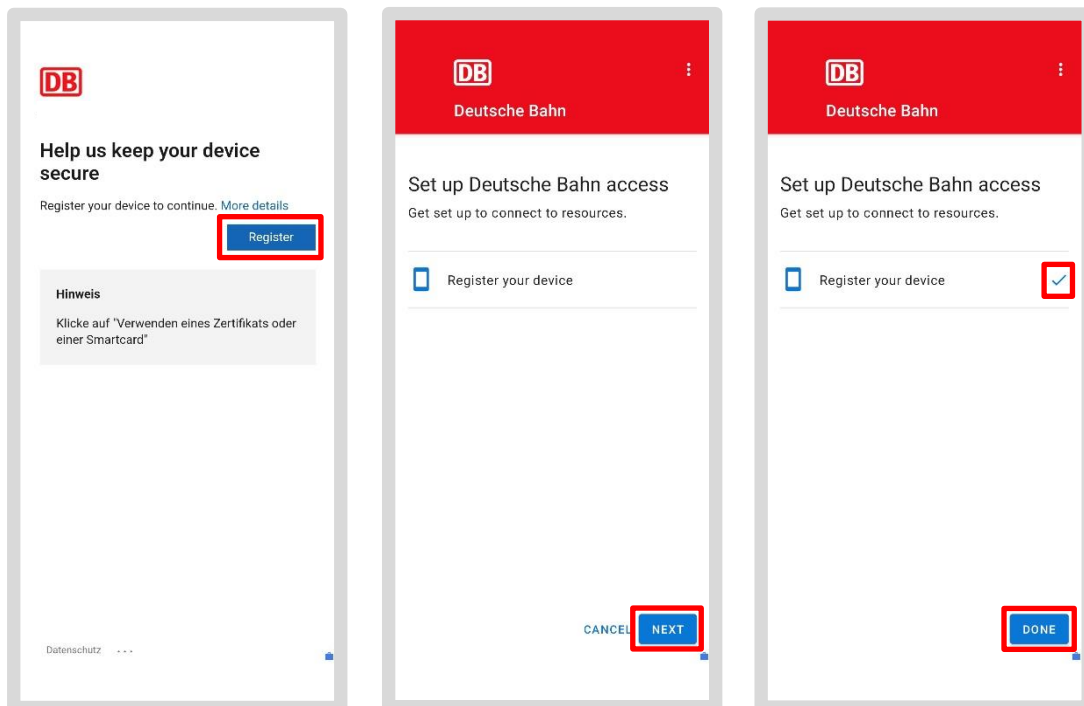 DB
Help us keep your device
secure
Register your device to continue. More details
Register
Hinweis
Klicke auf "Verwenden eines Zertifikats oder
einer Smartcard"
Datenschutz ...
DB
Deutsche Bahn
Set up Deutsche Bahn access
Get set up to connect to resources.
Register your device
CANCEL NEXT
DB
Deutsche Bahn
Set up Deutsche Bahn access
Get set up to connect to resources.
Register your device
DONE